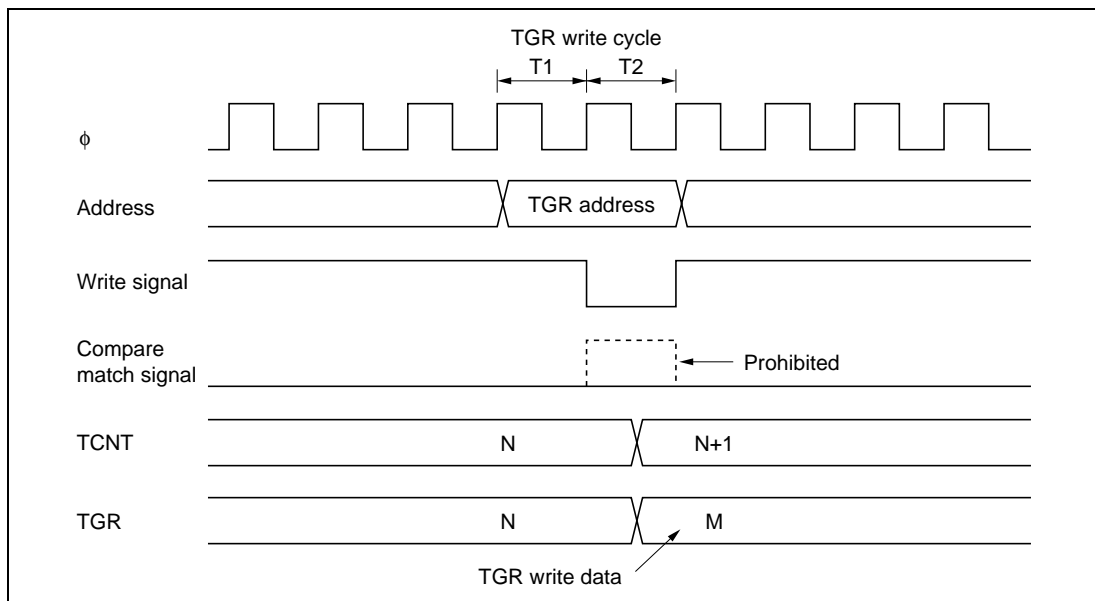 TGR write cycle
T1 T2
ϕ
Address TGR address
Write signal
Compare
match signal Prohibited
TCNT N N+1
TGR N M
TGR write data